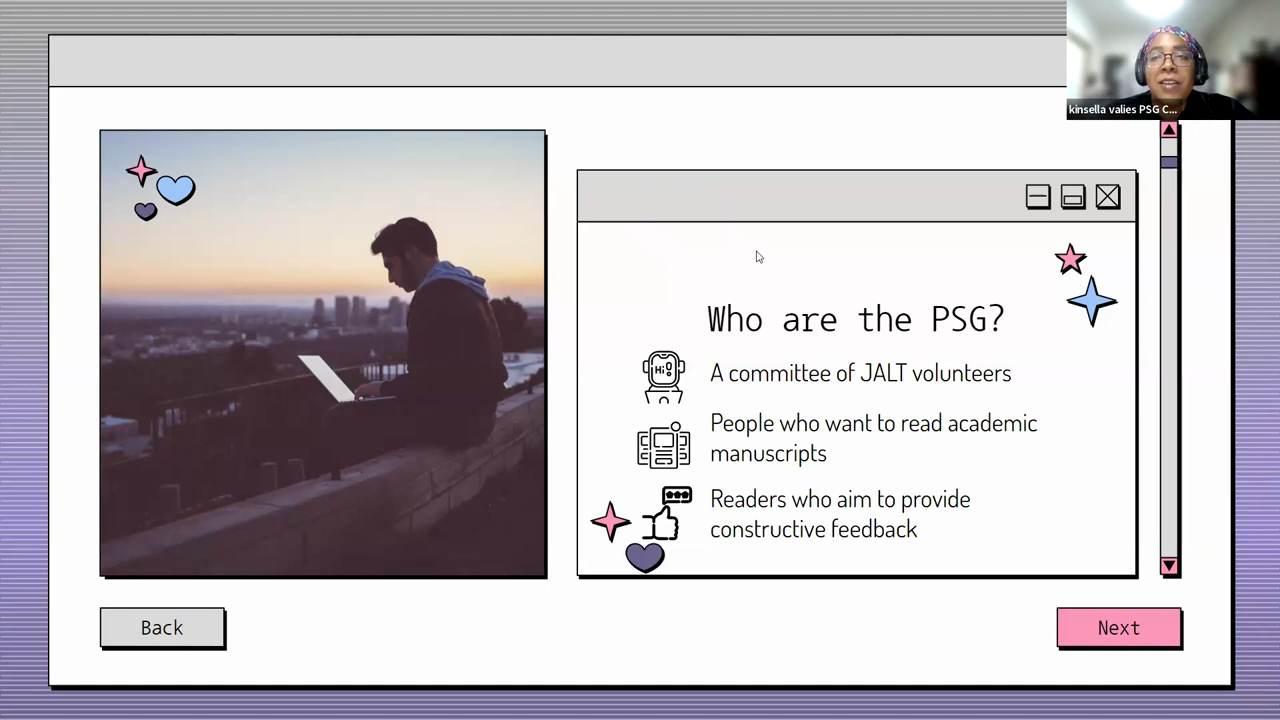 kinsella valies PSG C...
Who are the PSG?
Hi
A committee of JALT volunteers
People who want to read academic
manuscripts
Readers who aim to provide
constructive feedback
Back
Next